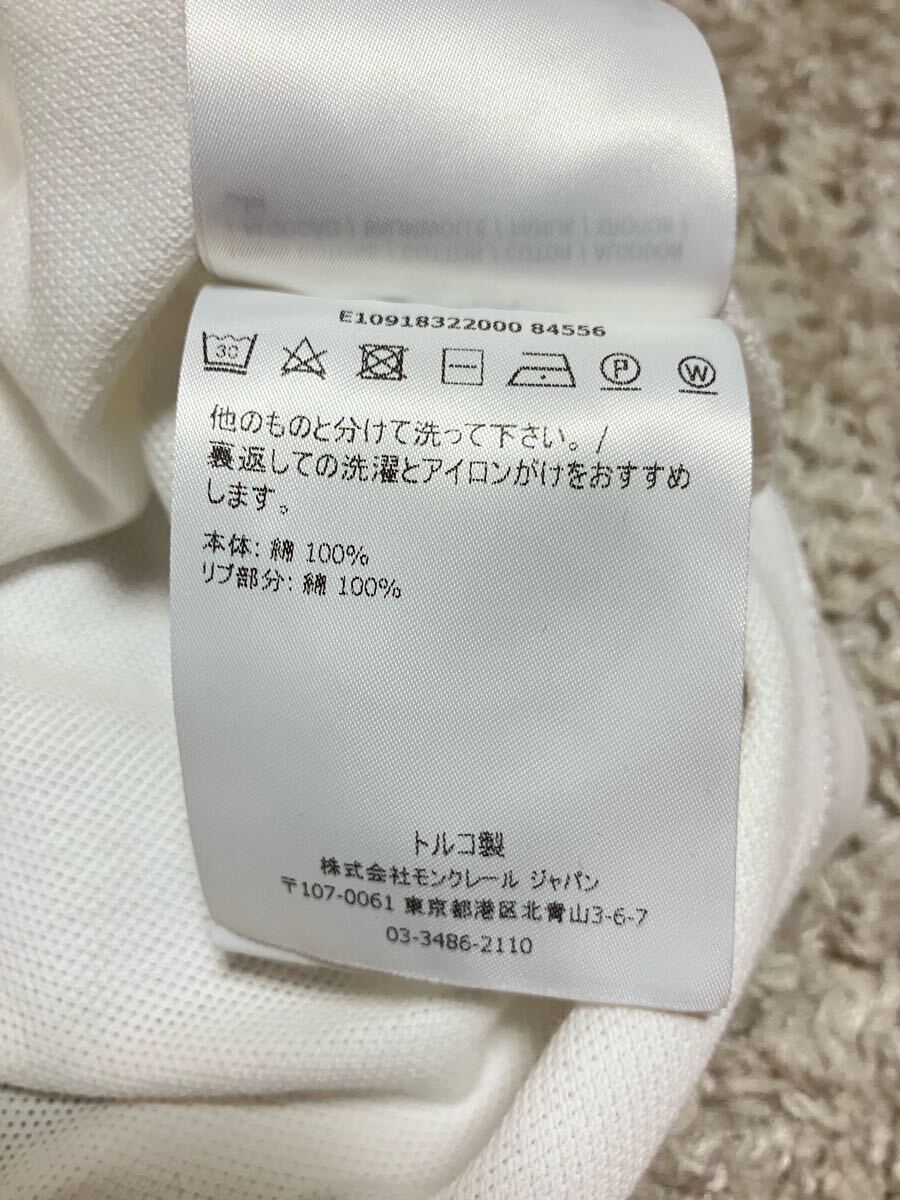 E10918322000 84556
30 P W
他のものと分けて洗って下さい。/
裏返しての洗濯とアイロンがけをおすすめ
します。
本体: 綿 100%
リブ部分: 綿 100%
トルコ製
株式会社モンクレール ジャパン
〒107-0061 東京都港区北青山3-6-7
03-3486-2110